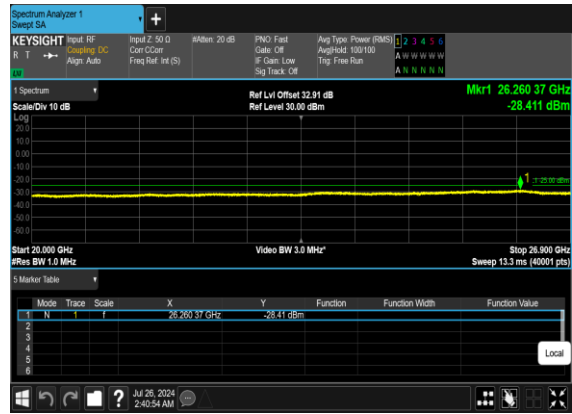 Spectrum Analyzer 1
Swept SA
+
KEYSIGHT Input: RF Input Z: 50 Ω #Atten: 20 dB PNO: Fast Avg Type: Power (RMS) 1 2 3 4 5 6
R T Coupling: DC Corr CCorr Gate: Off Avg|Hold: 100/100 A W W W W W
Align: Auto Freq Ref: Int (S) IF Gain: Low Trig: Free Run
Sig Track: Off A N N N N N
1 Spectrum Ref Lvl Offset 32.91 dB Mkr1 26.260 37 GHz
Scale/Div 10 dB Ref Level 30.00 dBm -28.411 dBm
Log
20.0
10.0
0.00
-10.0
-20.0 1 -25.00 dBm
-30.0
-40.0
-50.0
-60.0
Start 20.000 GHz Video BW 3.0 MHz* Stop 26.900 GHz
#Res BW 1.0 MHz Sweep 13.3 ms (40001 pts)
5 Marker Table
Mode Trace Scale X Y Function Function Width Function Value
1 N 1 f 26.260 37 GHz -28.41 dBm
2
3
4
5
6
Local
? Jul 26, 2024
2:40:54 AM